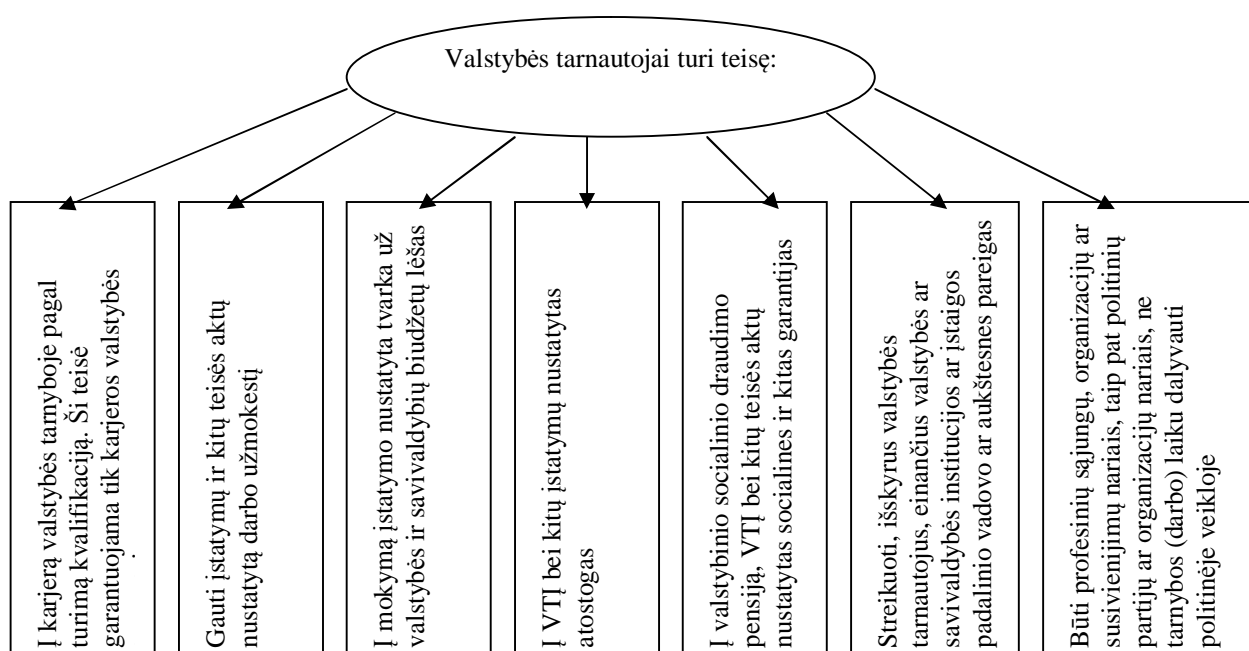 Valstybės tarnautojai turi teisę:
Į karjerą valstybės tarnyboje pagal
turimą kvalifikaciją. Ši teisė
garantuojama tik karjeros valstybės
Gauti įstatymų ir kitų teisės aktų
nustatytą darbo užmokestį
Į mokymą įstatymo nustatyta tvarka už
valstybės ir savivaldybių biudžetų lėšas
Į VTĮ bei kitų įstatymų nustatytas
atostogas
Į valstybinio socialinio draudimo
pensiją, VTĮ bei kitų teisės aktų
nustatytas socialines ir kitas garantijas
Streikuoti, išskyrus valstybės
tarnautojus, einančius valstybės ar
savivaldybės institucijos ar įstaigos
padalinio vadovo ar aukštesnes pareigas
Būti profesinių sąjungų, organizacijų ar
susivienijimų nariais, taip pat politinių
partijų ar organizacijų nariais, ne
tarnybos (darbo) laiku dalyvauti
politinėje veikloje